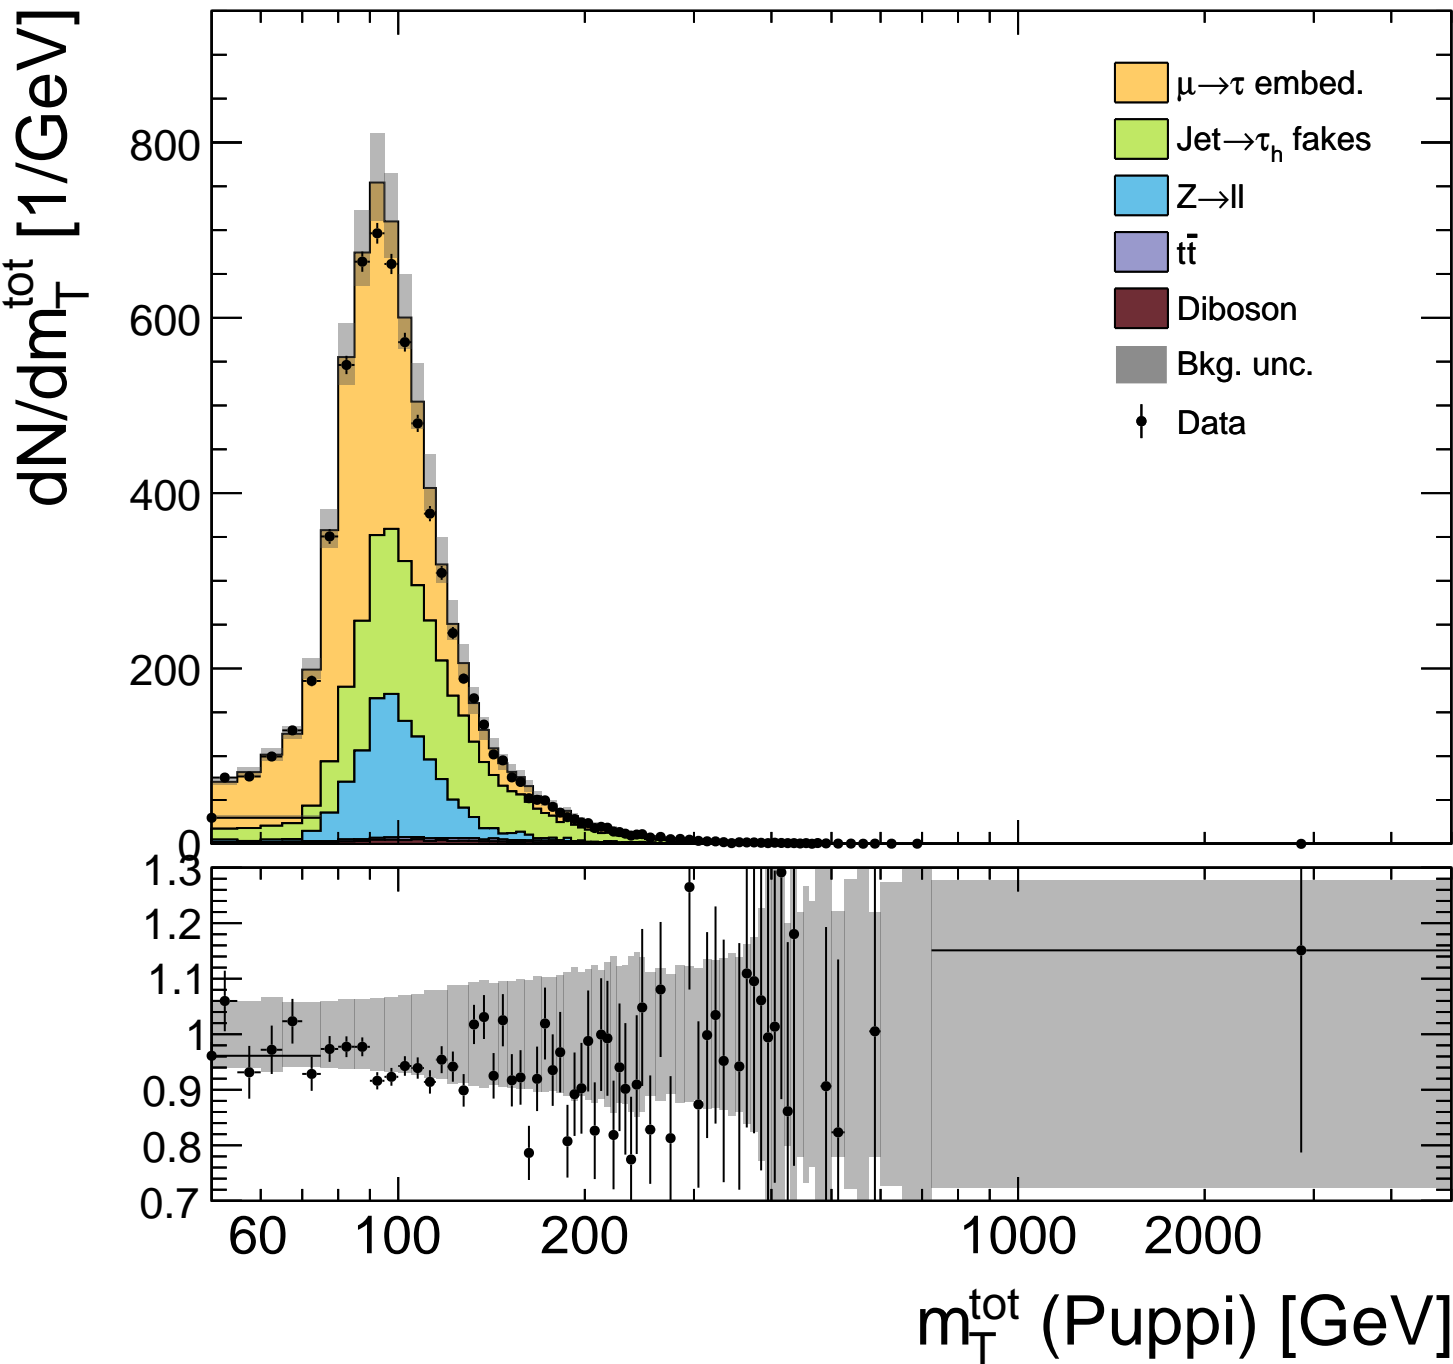 dN/dm_T^tot [1/GeV]
800
600
400
200
0
μ→τ embed.
Jet→τ_h fakes
Z→ll
tt̄
Diboson
Bkg. unc.
Data
1.3
1.2
1.1
1
0.9
0.8
0.7
60 100 200 1000 2000
m_T^tot (Puppi) [GeV]